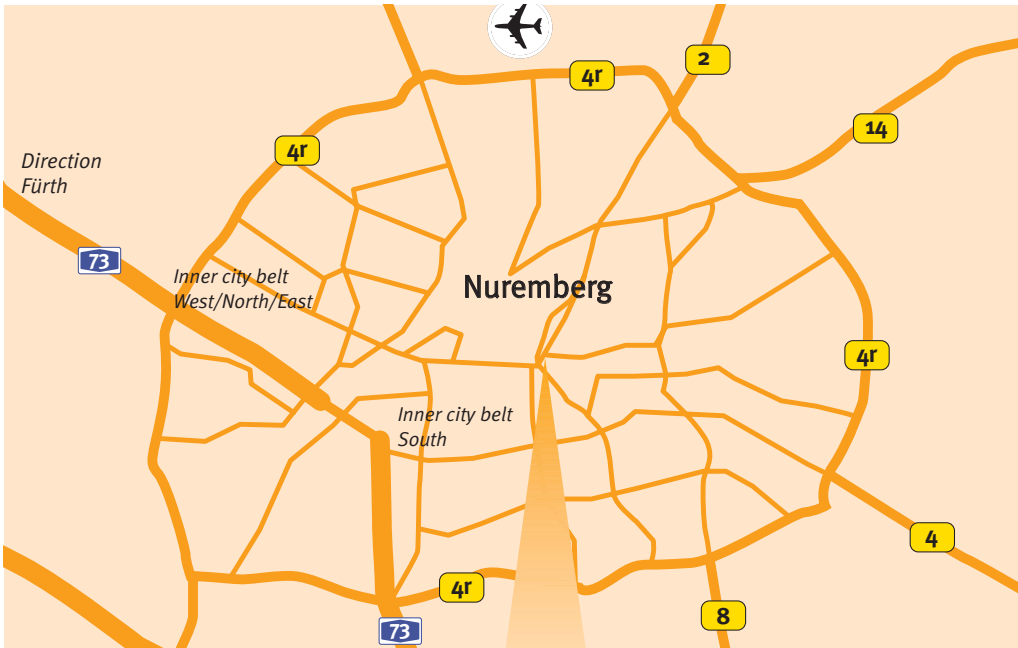 4r
2
14
4r
Direction
Fürth
73
Inner city belt
West/North/East
Nuremberg
4r
Inner city belt
South
4
4r
8
73